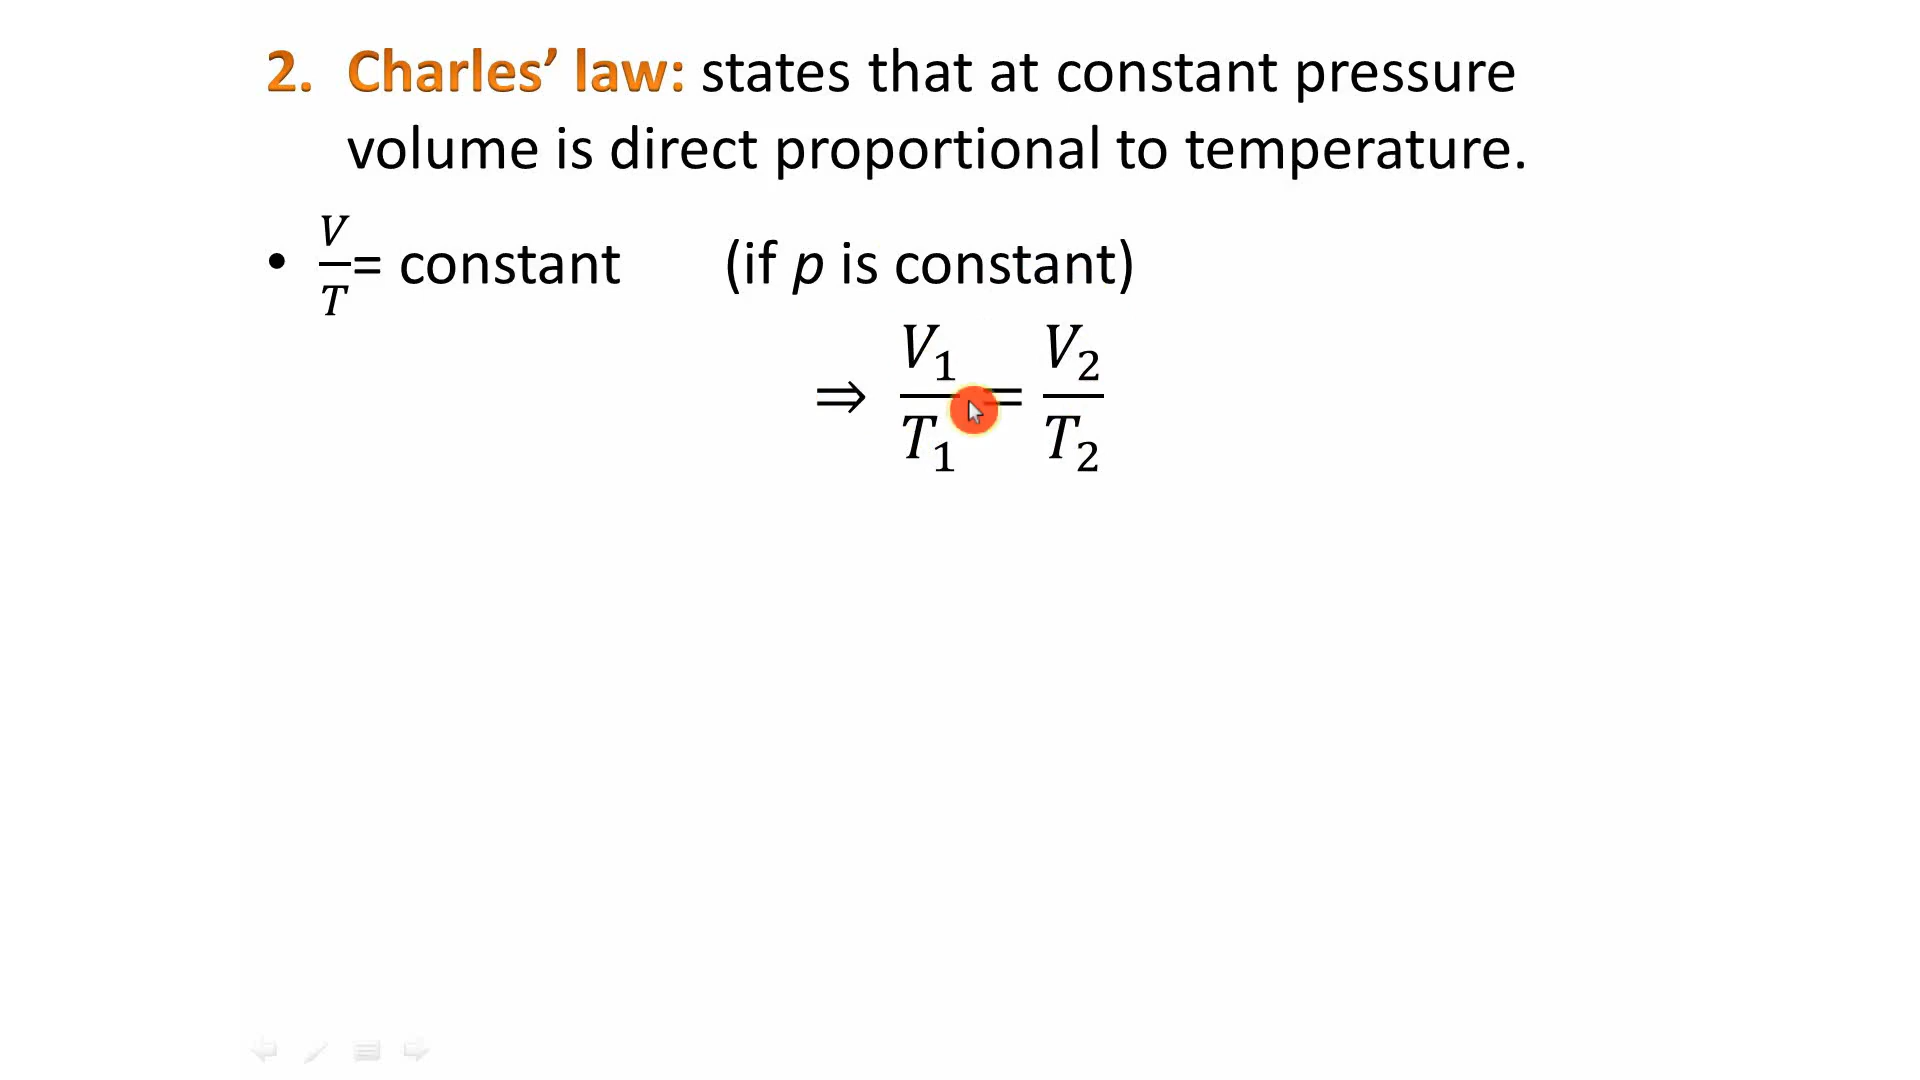 2. Charles’ law: states that at constant pressure
volume is direct proportional to temperature.
• V/T= constant (if p is constant)
⇒ V₁/T₁ = V₂/T₂